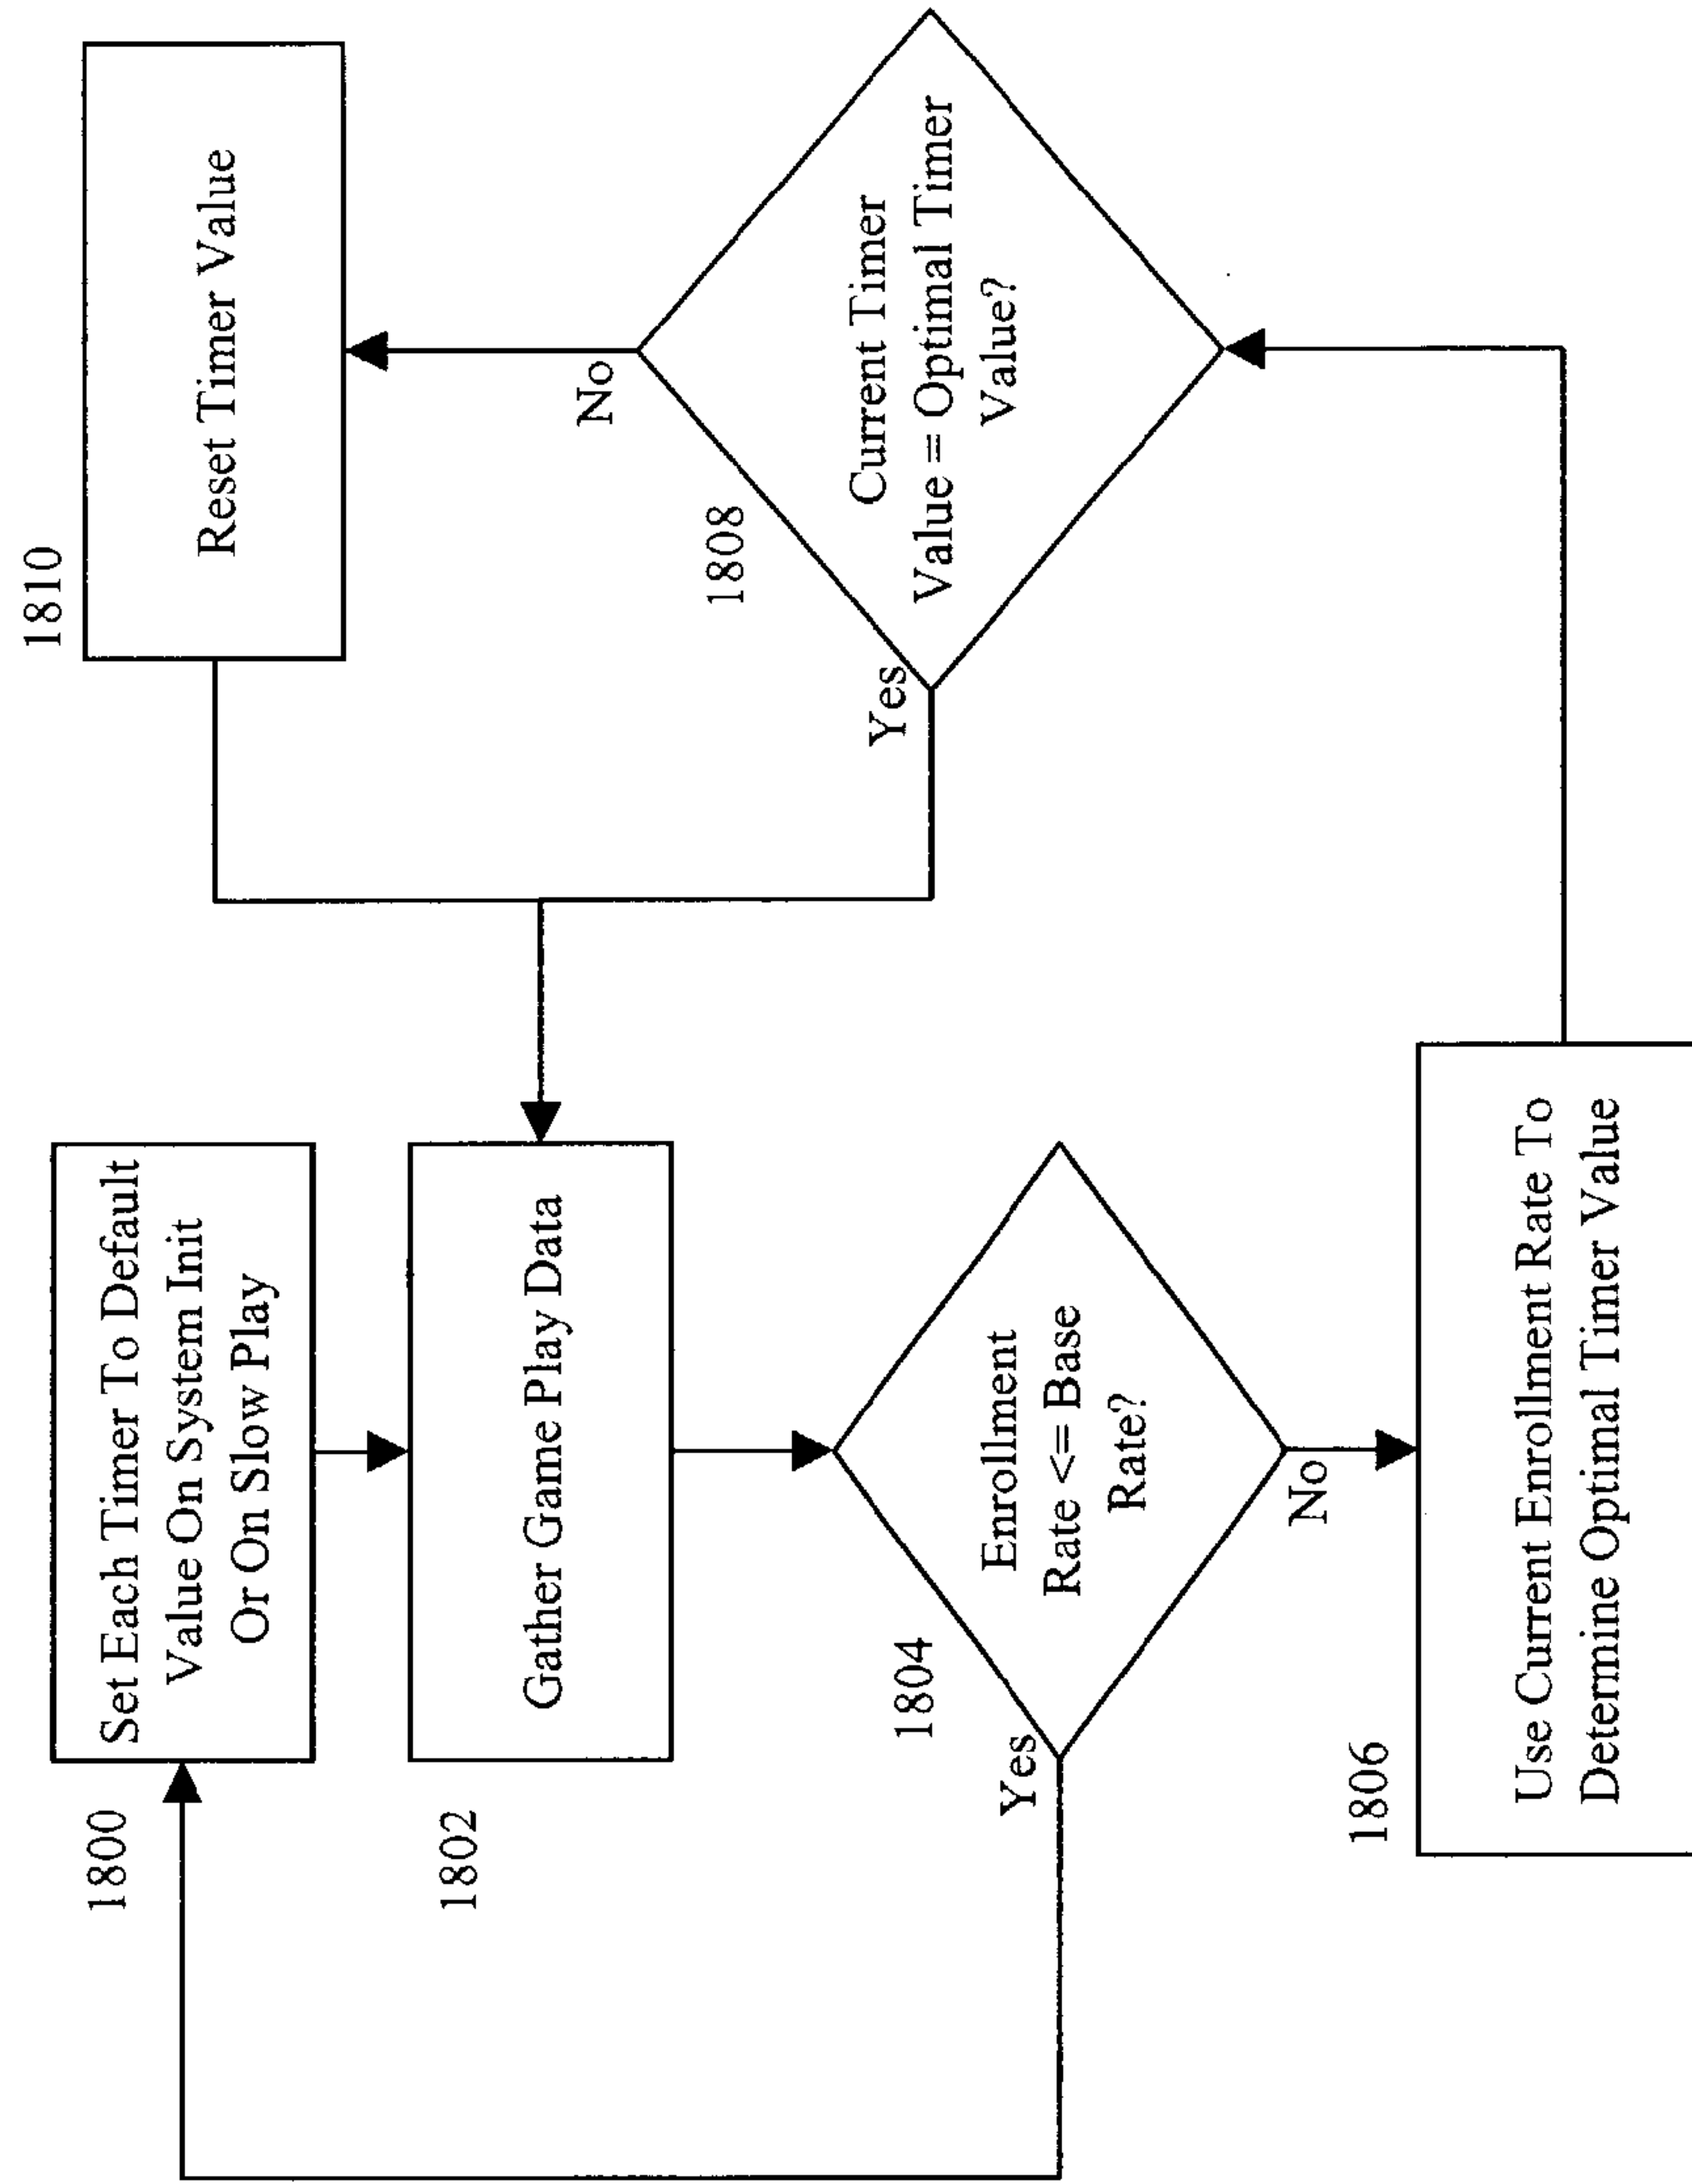 1800
Set Each Timer To Default
Value On System Init
Or On Slow Play
1802
Gather Game Play Data
1804
Enrollment
Rate <= Base
Rate?
Yes
No
1806
Use Current Enrollment Rate To
Determine Optimal Timer Value
1808
Current Timer
Value = Optimal Timer
Value?
Yes
No
1810
Reset Timer Value